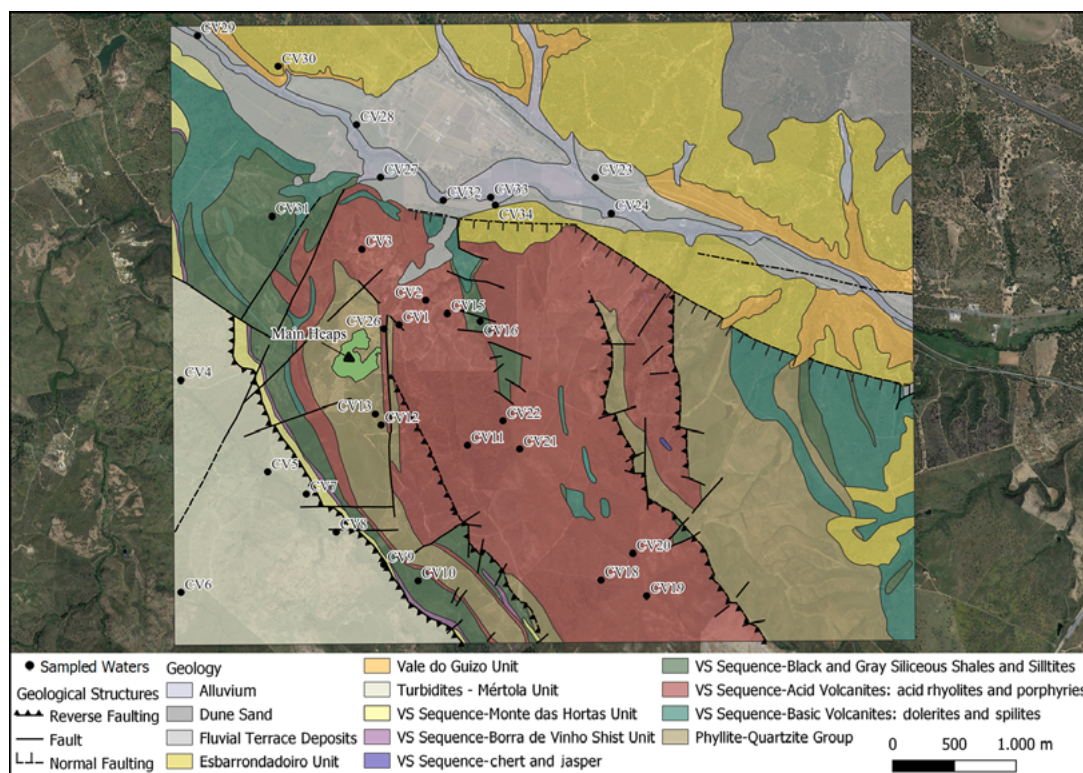 CV29
CV30
CV28
CV27
CV23
CV32
CV33
CV34
CV24
CV31
CV3
CV2
CV15
CV26
CV1
CV16
Main Heaps
CV4
CV13
CV12
CV22
CV11
CV21
CV5
CV7
CV8
CV9
CV10
CV20
CV18
CV19
CV6
Sampled Waters
Geological Structures
Reverse Faulting
Fault
Normal Faulting
Geology
Alluvium
Dune Sand
Fluvial Terrace Deposits
Esbarrondadoiro Unit
Vale do Guizo Unit
Turbidites - Mértola Unit
VS Sequence-Monte das Hortas Unit
VS Sequence-Borra de Vinho Shist Unit
VS Sequence-chert and jasper
VS Sequence-Black and Gray Siliceous Shales and Silltites
VS Sequence-Acid Volcanites: acid rhyolites and porphyries
VS Sequence-Basic Volcanites: dolerites and spilites
Phyllite-Quartzite Group
0 500 1.000 m